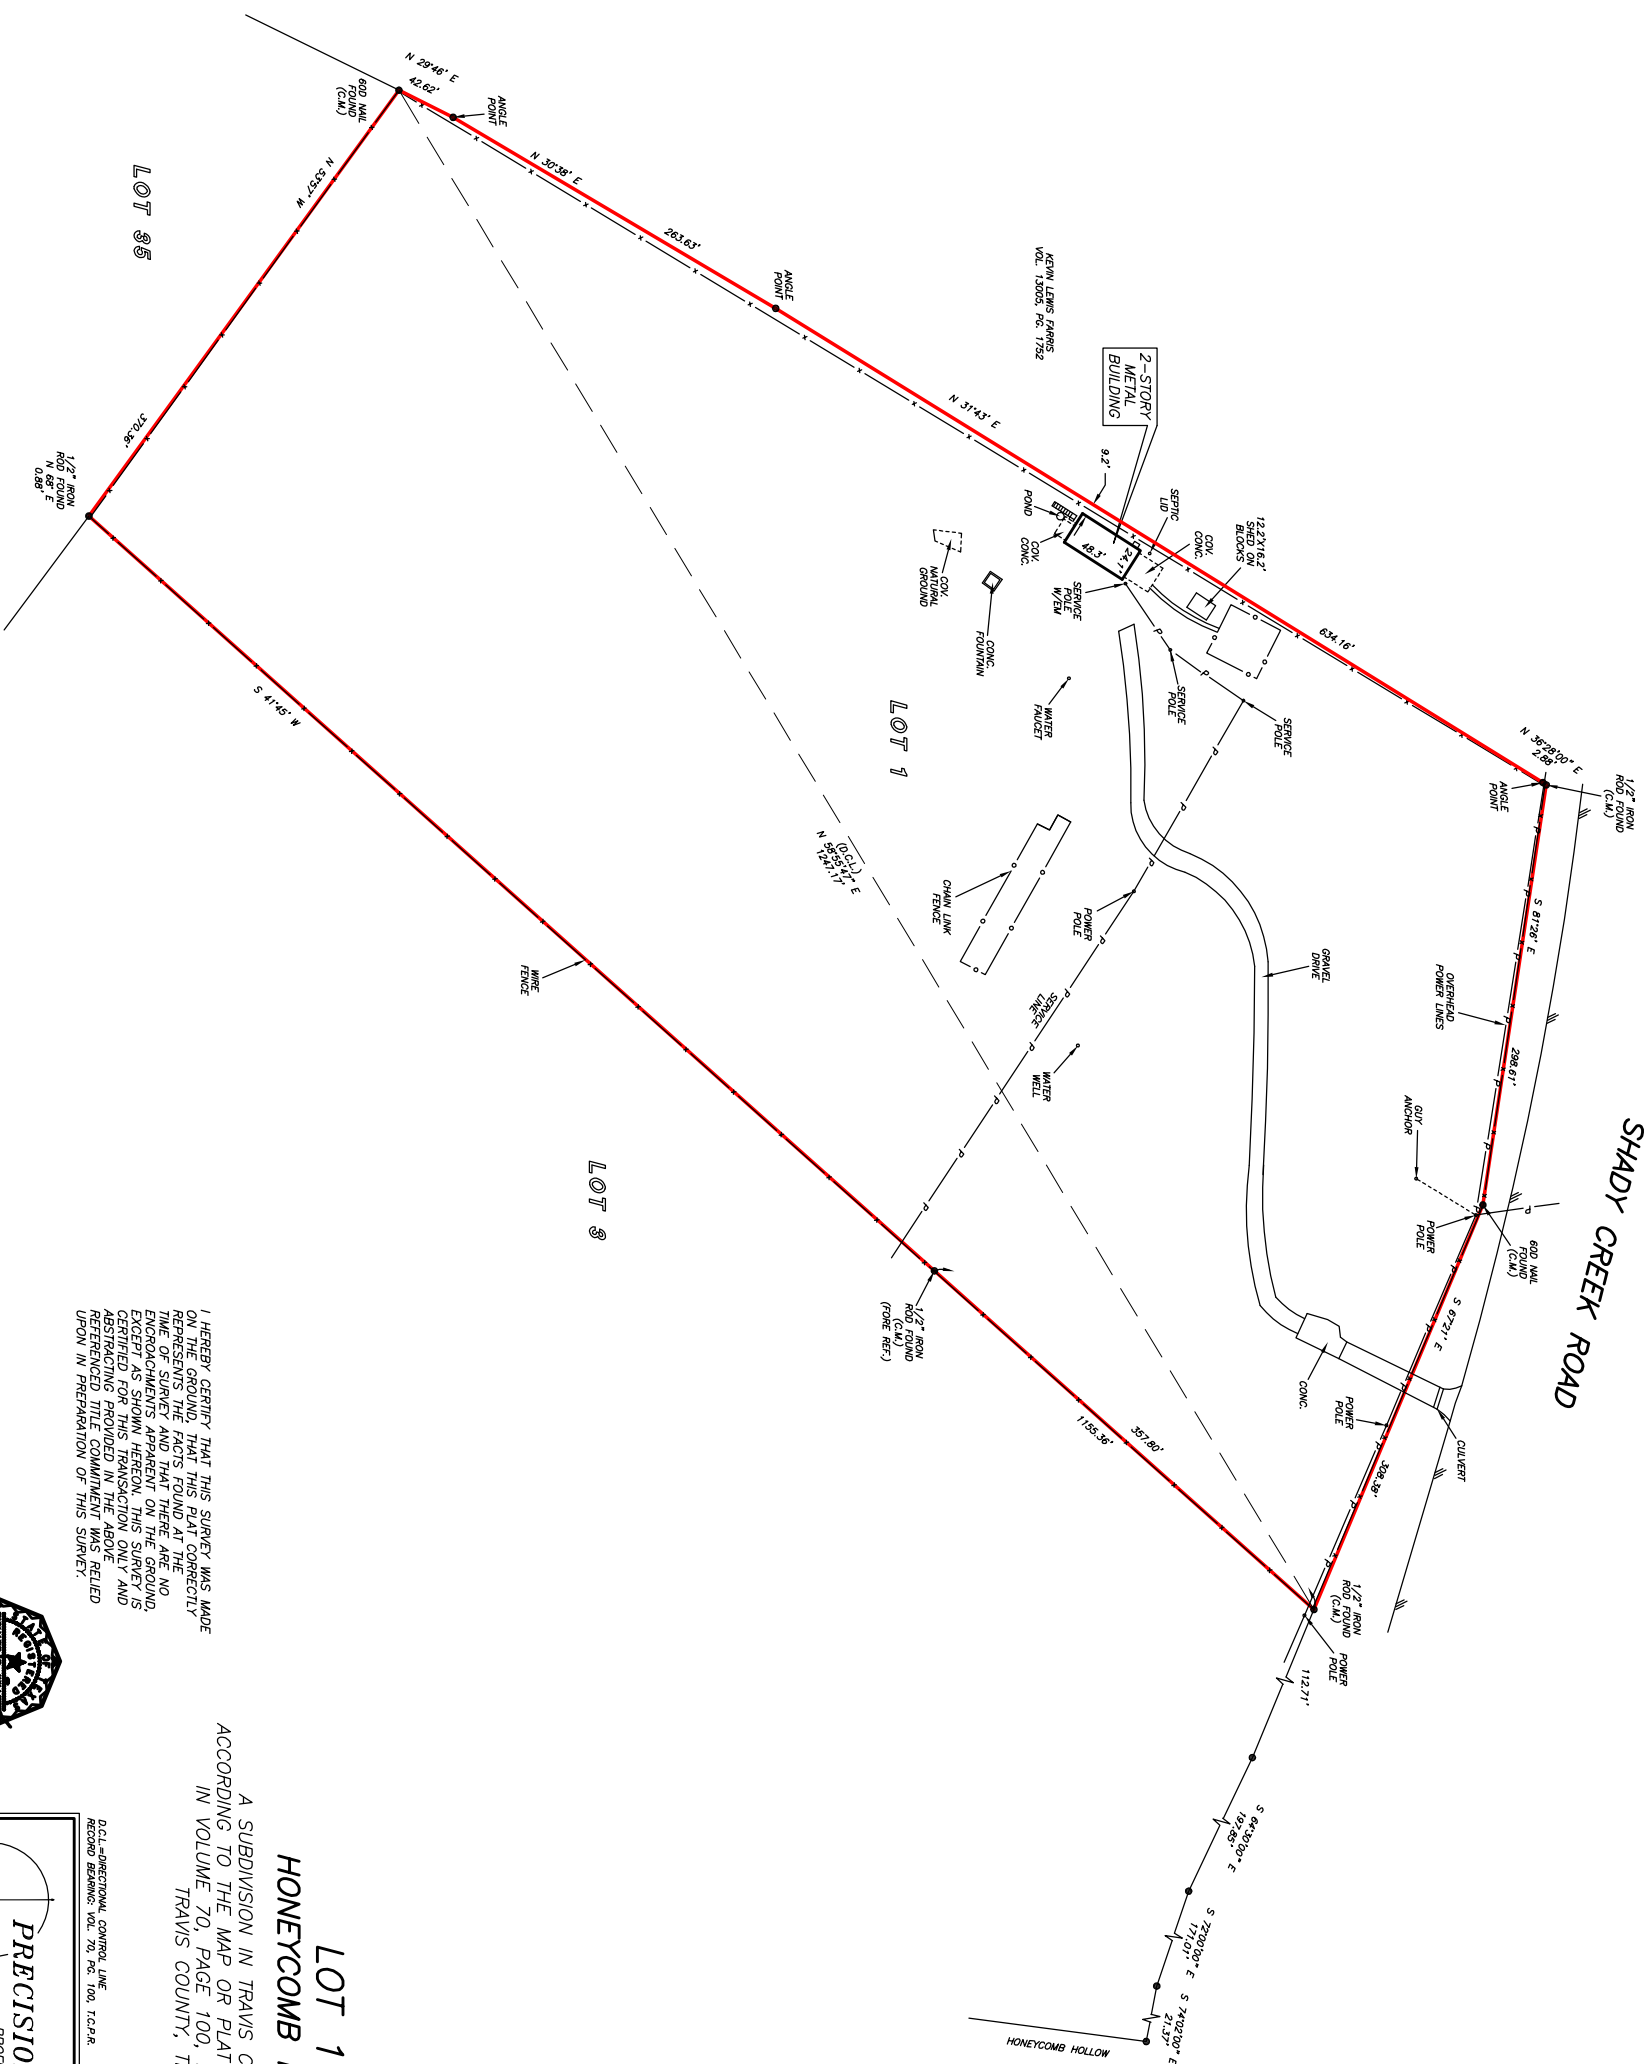 SHADY CREEK ROAD
LOT 35
LOT 1
LOT 3
N 29°46' E
42.62'
60D NAIL
FOUND
(C.M.)
ANGLE
POINT
N 30°38' E
263.63'
ANGLE
POINT
N 53°57' W
370.36'
1/2" IRON
ROD FOUND
N 68° E
0.88'
KEVIN LEWIS FARRIS
VOL. 13005, PG. 1752
2-STORY
METAL
BUILDING
N 31°43' E
9.2'
SEPTIC
LID
COV.
CONC.
12.2'X16.2'
SHED ON
BLOCKS
POND
COV.
CONC.
48.3'
24.1'
SERVICE
POLE
W/EM
COV.
NATURAL
GROUND
CONC.
FOUNTAIN
WATER
FAUCET
SERVICE
POLE
SERVICE
POLE
634.16'
N 36°28'00" E
2.88'
1/2" IRON
ROD FOUND
(C.M.)
ANGLE
POINT
S 81°26' E
298.61'
OVERHEAD
POWER LINES
GUY
ANCHOR
POWER
POLE
60D NAIL
FOUND
(C.M.)
S 67°21' E
308.38'
GRAVEL
DRIVE
CHAIN LINK
FENCE
POWER
POLE
SERVICE
LINE
WATER
WELL
(D.C.L.)
N 58°55'47" E
1247.17'
S 41°45' W
WIRE
FENCE
1/2" IRON
ROD FOUND
(C.M.)
(FORE REF.)
357.80'
1155.36'
CONC.
POWER
POLE
CULVERT
1/2" IRON
ROD FOUND
(C.M.)
POWER
POLE
112.71'
S 64°30'00" E
197.85'
S 72°00'00" E
171.01'
S 74°02'00" E
21.37'
HONEYCOMB HOLLOW
I HEREBY CERTIFY THAT THIS SURVEY WAS MADE
ON THE GROUND, THAT THIS PLAT CORRECTLY
REPRESENTS THE FACTS FOUND AT THE
TIME OF SURVEY AND THAT THERE ARE NO
ENCROACHMENTS APPARENT ON THE GROUND,
EXCEPT AS SHOWN HEREON. THIS SURVEY IS
CERTIFIED FOR THIS TRANSACTION ONLY AND
ABSTRACTING PROVIDED IN THE ABOVE
REFERENCED TITLE COMMITMENT WAS RELIED
UPON IN PREPARATION OF THIS SURVEY.
STATE OF
REGISTERED
LOT 1
HONEYCOMB
A SUBDIVISION IN TRAVIS
ACCORDING TO THE MAP OR PLAT
IN VOLUME 70, PAGE 100,
TRAVIS COUNTY,
D.C.L.=DIRECTIONAL CONTROL LINE
RECORD BEARING: VOL. 70, PG. 100, T.C.P.R.
PRECISIO